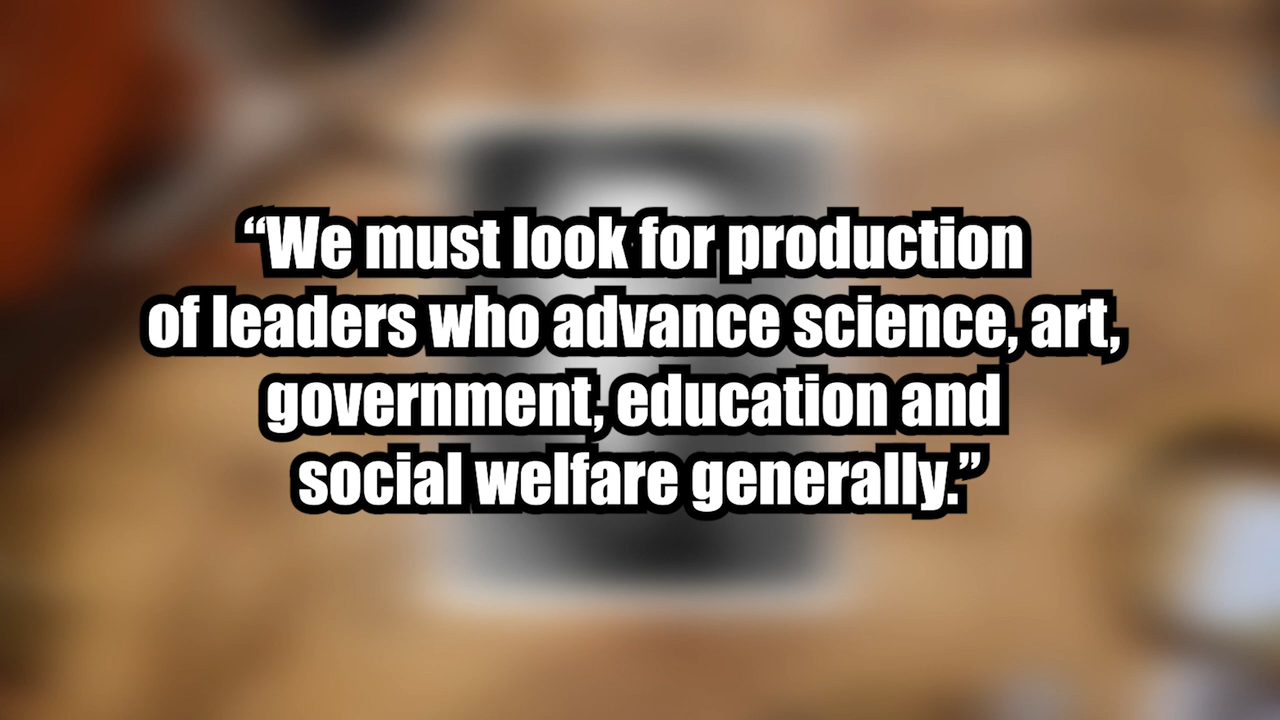 “We must look for production
of leaders who advance science, art,
government, education and
social welfare generally.”